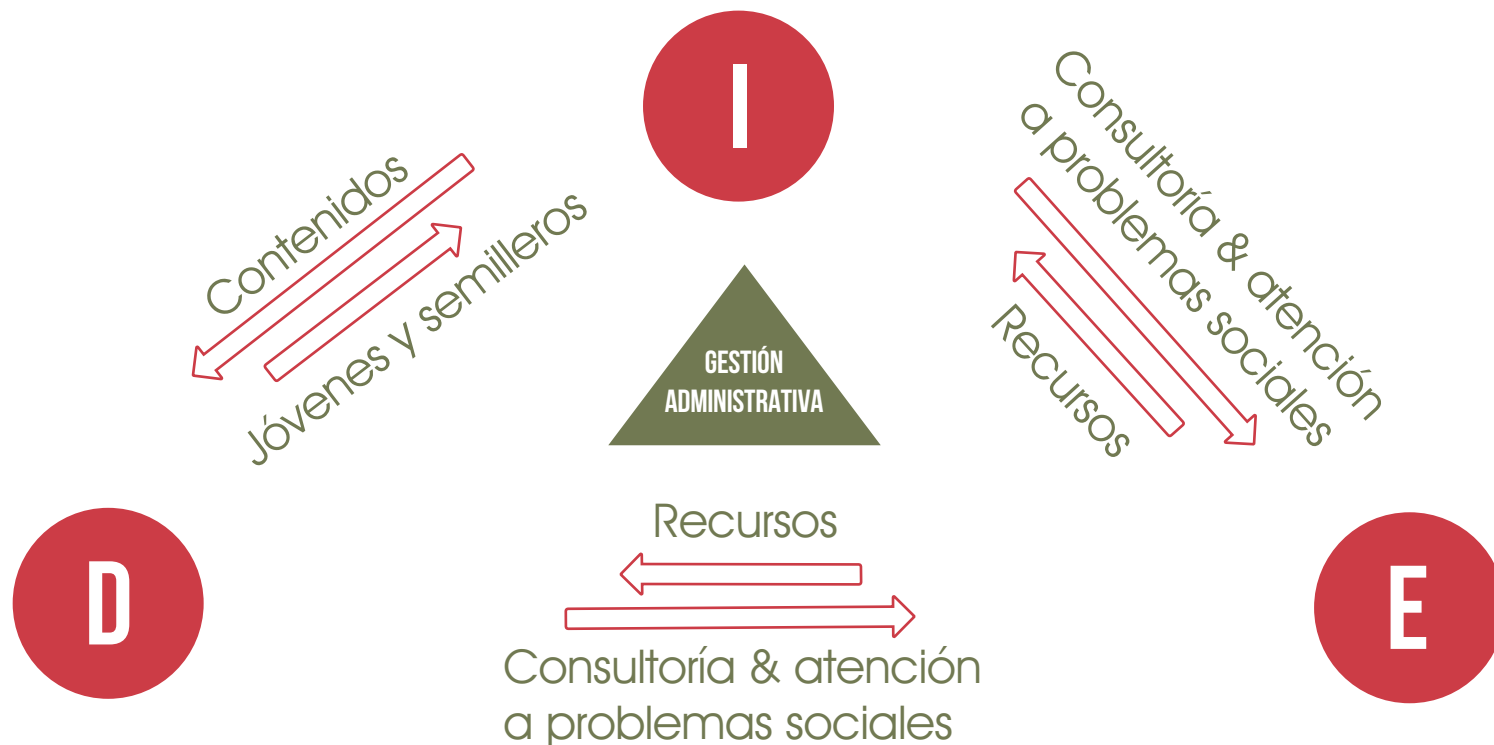 I
Contenidos
Jóvenes y semilleros
Consultoría & atención
a problemas sociales
Recursos
GESTIÓN
ADMINISTRATIVA
D
Recursos
Consultoría & atención
a problemas sociales
E